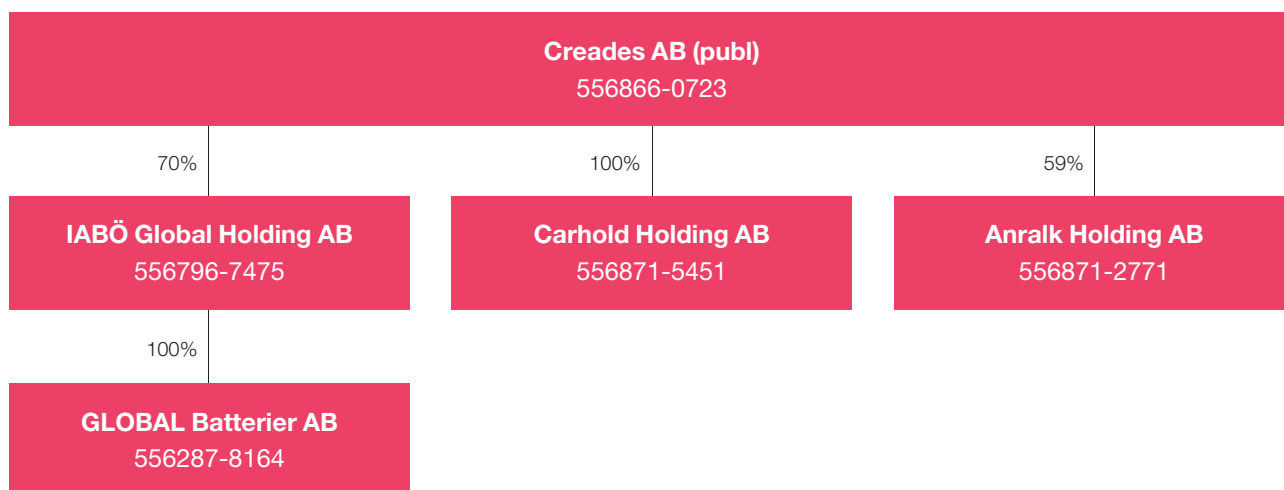 Creades AB (publ)
556866-0723
70%
100%
59%
IABÖ Global Holding AB
556796-7475
Carhold Holding AB
556871-5451
Anralk Holding AB
556871-2771
100%
GLOBAL Batterier AB
556287-8164